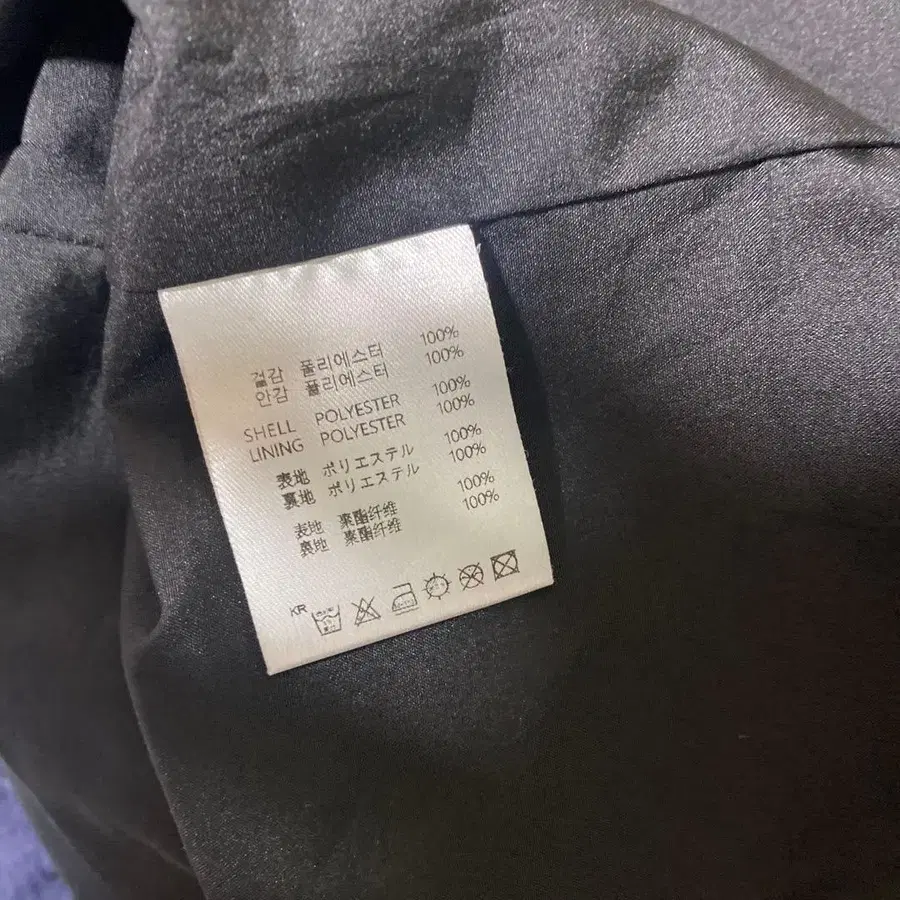 겉감 폴리에스터 100%
안감 폴리에스터 100%
SHELL POLYESTER 100%
LINING POLYESTER 100%
表地 ポリエステル 100%
裏地 ポリエステル 100%
表地 聚酯纤维 100%
裏地 聚酯纤维 100%
KR